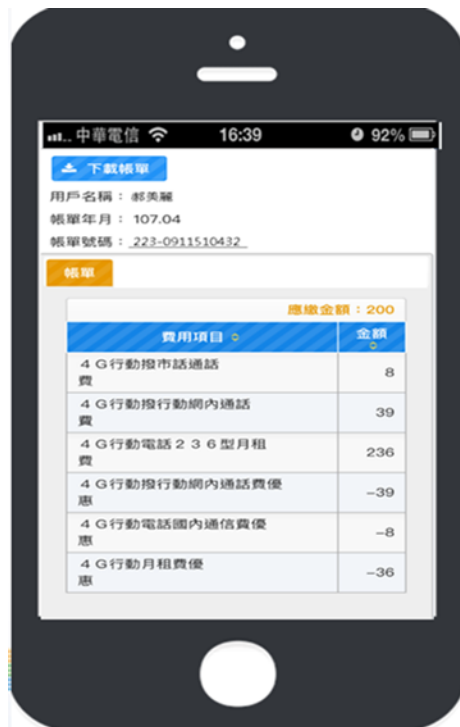 中華電信 16:39 92%
下載帳單
用戶名稱：郝美麗
帳單年月：107.04
帳單號碼：223-0911510432
帳單
應繳金額：200
費用項目 金額
４Ｇ行動撥市話通話
費 8
４Ｇ行動撥行動網內通話
費 39
４Ｇ行動電話２３６型月租
費 236
４Ｇ行動撥行動網內通話費優
惠 -39
４Ｇ行動電話國內通信費優
惠 -8
４Ｇ行動月租費優
惠 -36